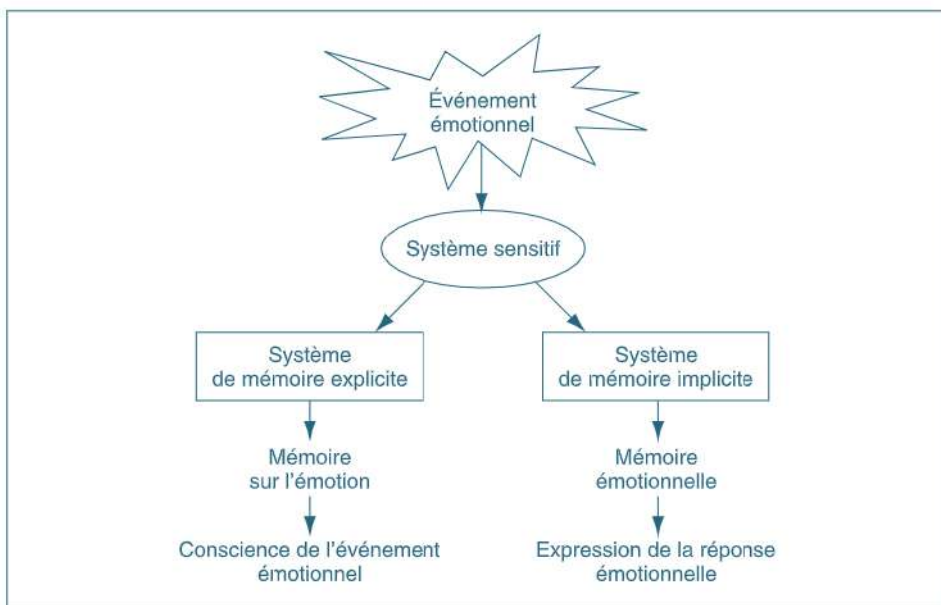 Événement
émotionnel
Système sensitif
Système
de mémoire explicite
Système
de mémoire implicite
Mémoire
sur l'émotion
Mémoire
émotionnelle
Conscience de l'événement
émotionnel
Expression de la réponse
émotionnelle